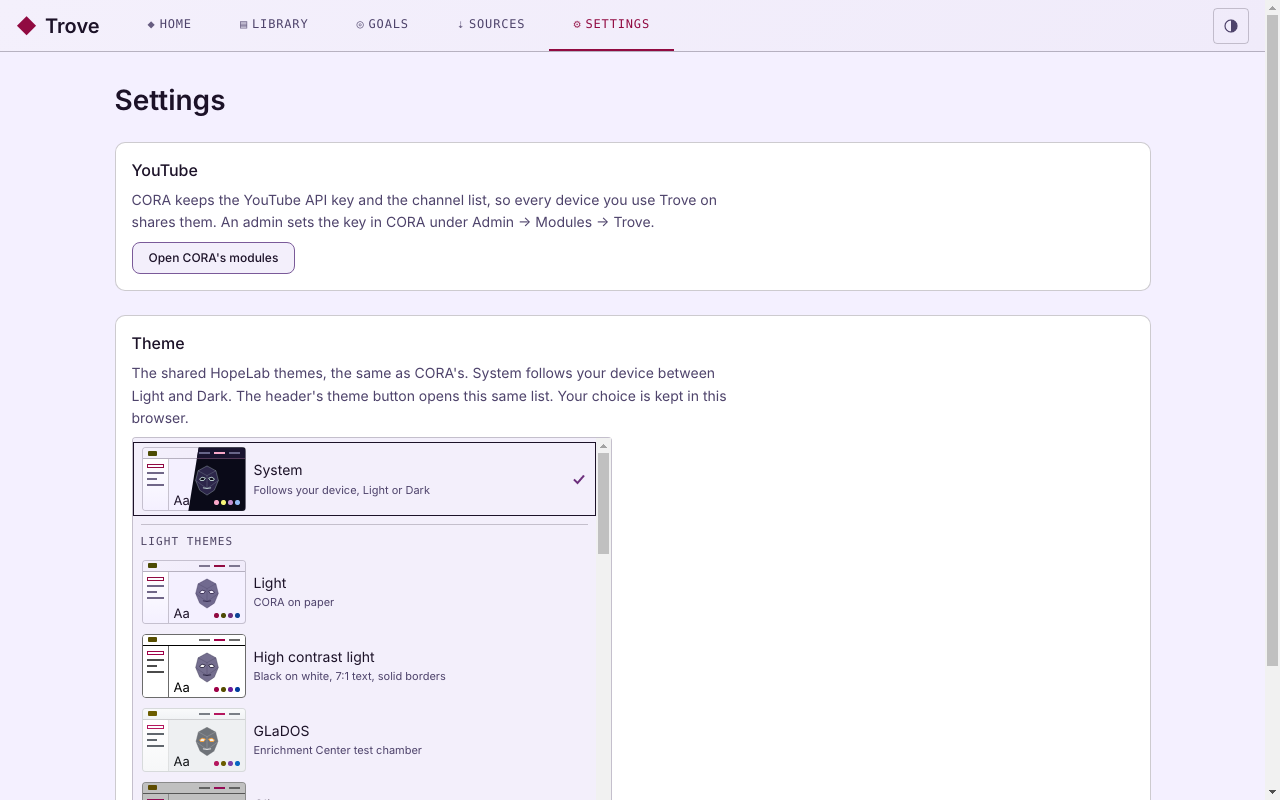 Trove
HOME
LIBRARY
GOALS
SOURCES
SETTINGS
Settings
YouTube
CORA keeps the YouTube API key and the channel list, so every device you use Trove on
shares them. An admin sets the key in CORA under Admin → Modules → Trove.
Open CORA's modules
Theme
The shared HopeLab themes, the same as CORA's. System follows your device between
Light and Dark. The header's theme button opens this same list. Your choice is kept in this
browser.
Aa
System
Follows your device, Light or Dark
LIGHT THEMES
Aa
Light
CORA on paper
Aa
High contrast light
Black on white, 7:1 text, solid borders
Aa
GLaDOS
Enrichment Center test chamber